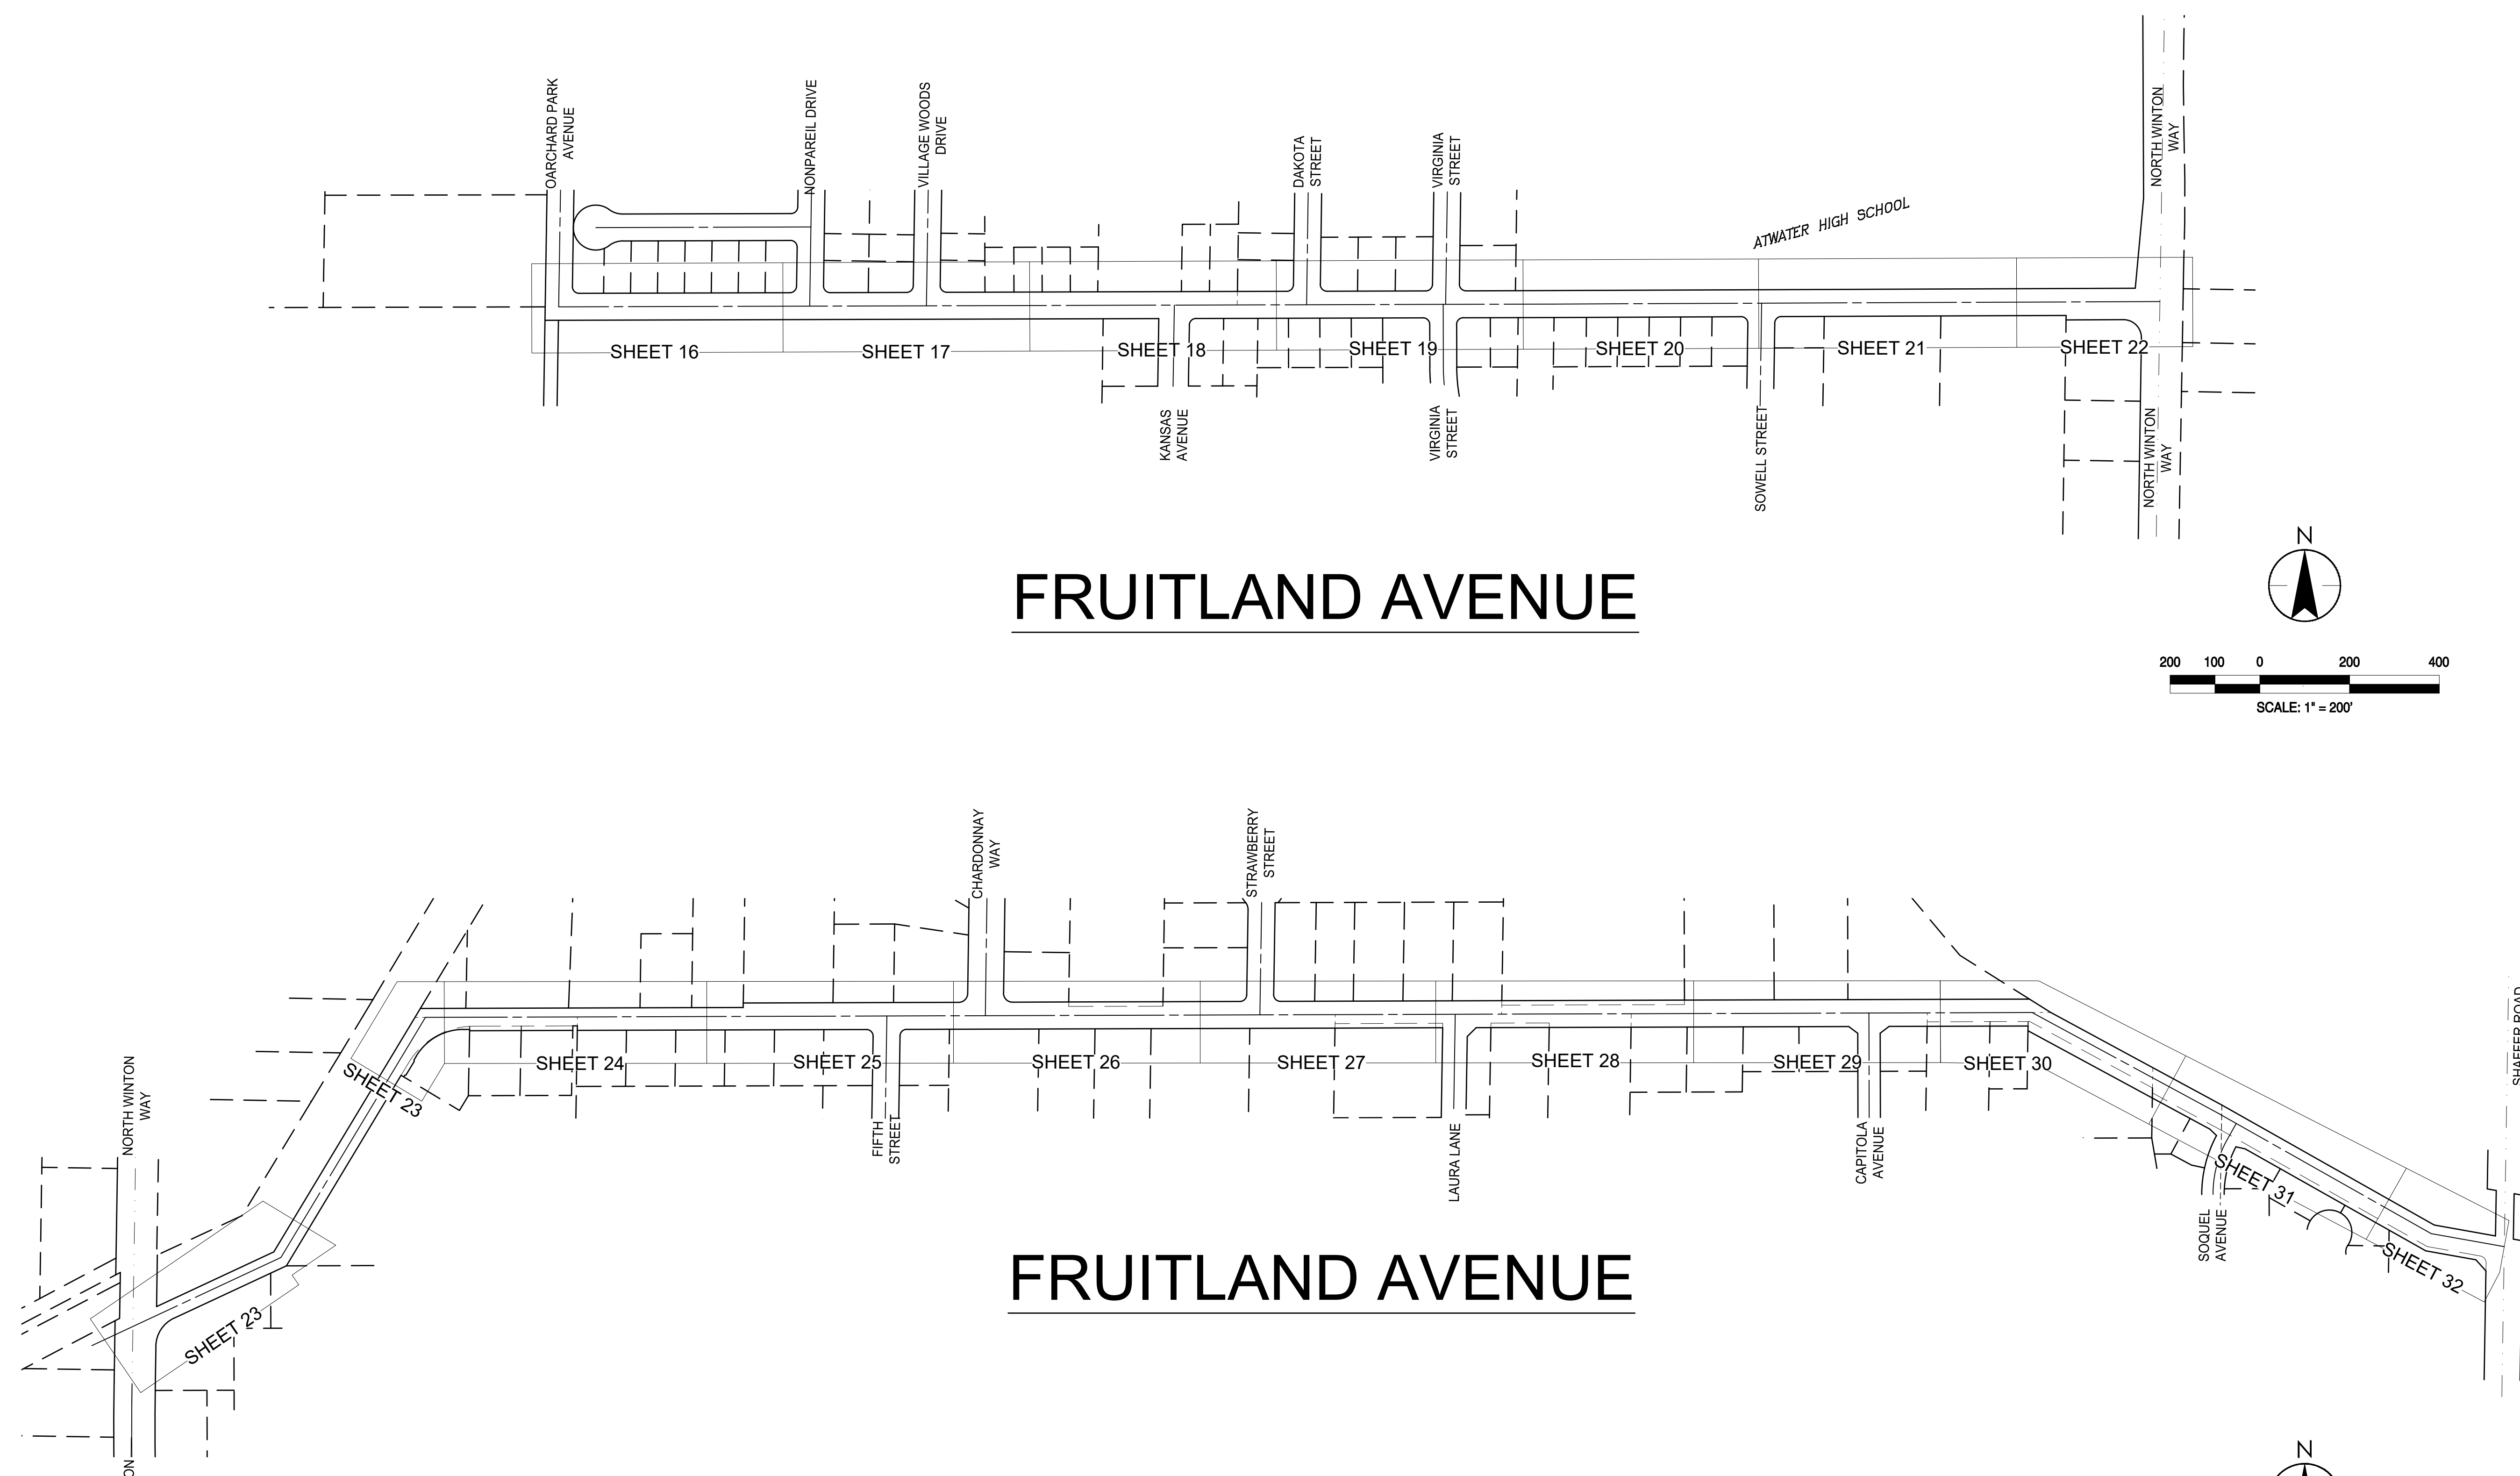 OARCHARD PARK
AVENUE
NONPAREIL DRIVE
VILLAGE WOODS
DRIVE
DAKOTA
STREET
VIRGINIA
STREET
NORTH WINTON
WAY
ATWATER HIGH SCHOOL
SHEET 16
SHEET 17
SHEET 18
SHEET 19
SHEET 20
SHEET 21
SHEET 22
KANSAS
AVENUE
VIRGINIA
STREET
SOWELL STREET
NORTH WINTON
WAY
FRUITLAND AVENUE
N
200 100 0 200 400
SCALE: 1" = 200'
CHARDONNAY
WAY
STRAWBERRY
STREET
SHAFFER ROAD
NORTH WINTON
WAY
SHEET 23
SHEET 24
SHEET 25
SHEET 26
SHEET 27
SHEET 28
SHEET 29
SHEET 30
SHEET 31
SHEET 32
FIFTH
STREET
LAURA LANE
CAPITOLA
AVENUE
SOQUEL
AVENUE
SHEET 23
FRUITLAND AVENUE
ON
N